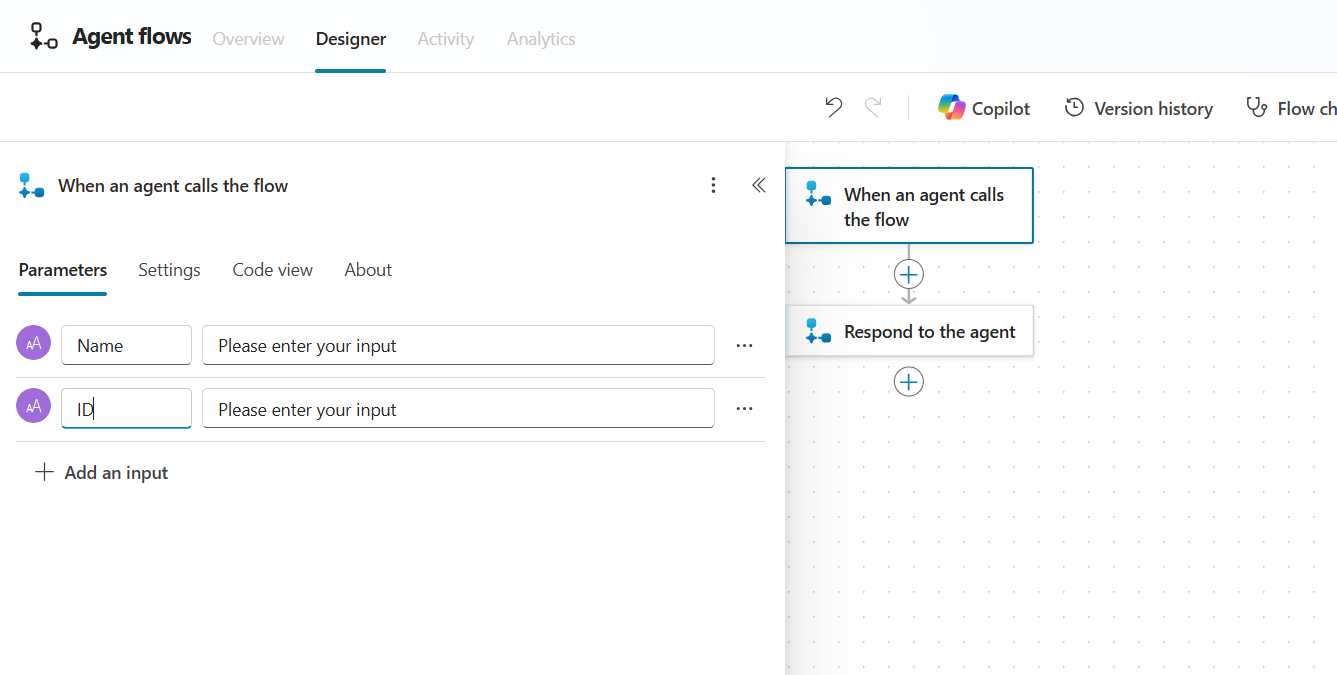 Agent flows Overview Designer Activity Analytics
Copilot Version history Flow ch
When an agent calls the flow
Parameters Settings Code view About
AA Name Please enter your input
AA ID Please enter your input
Add an input
When an agent calls
the flow
Respond to the agent